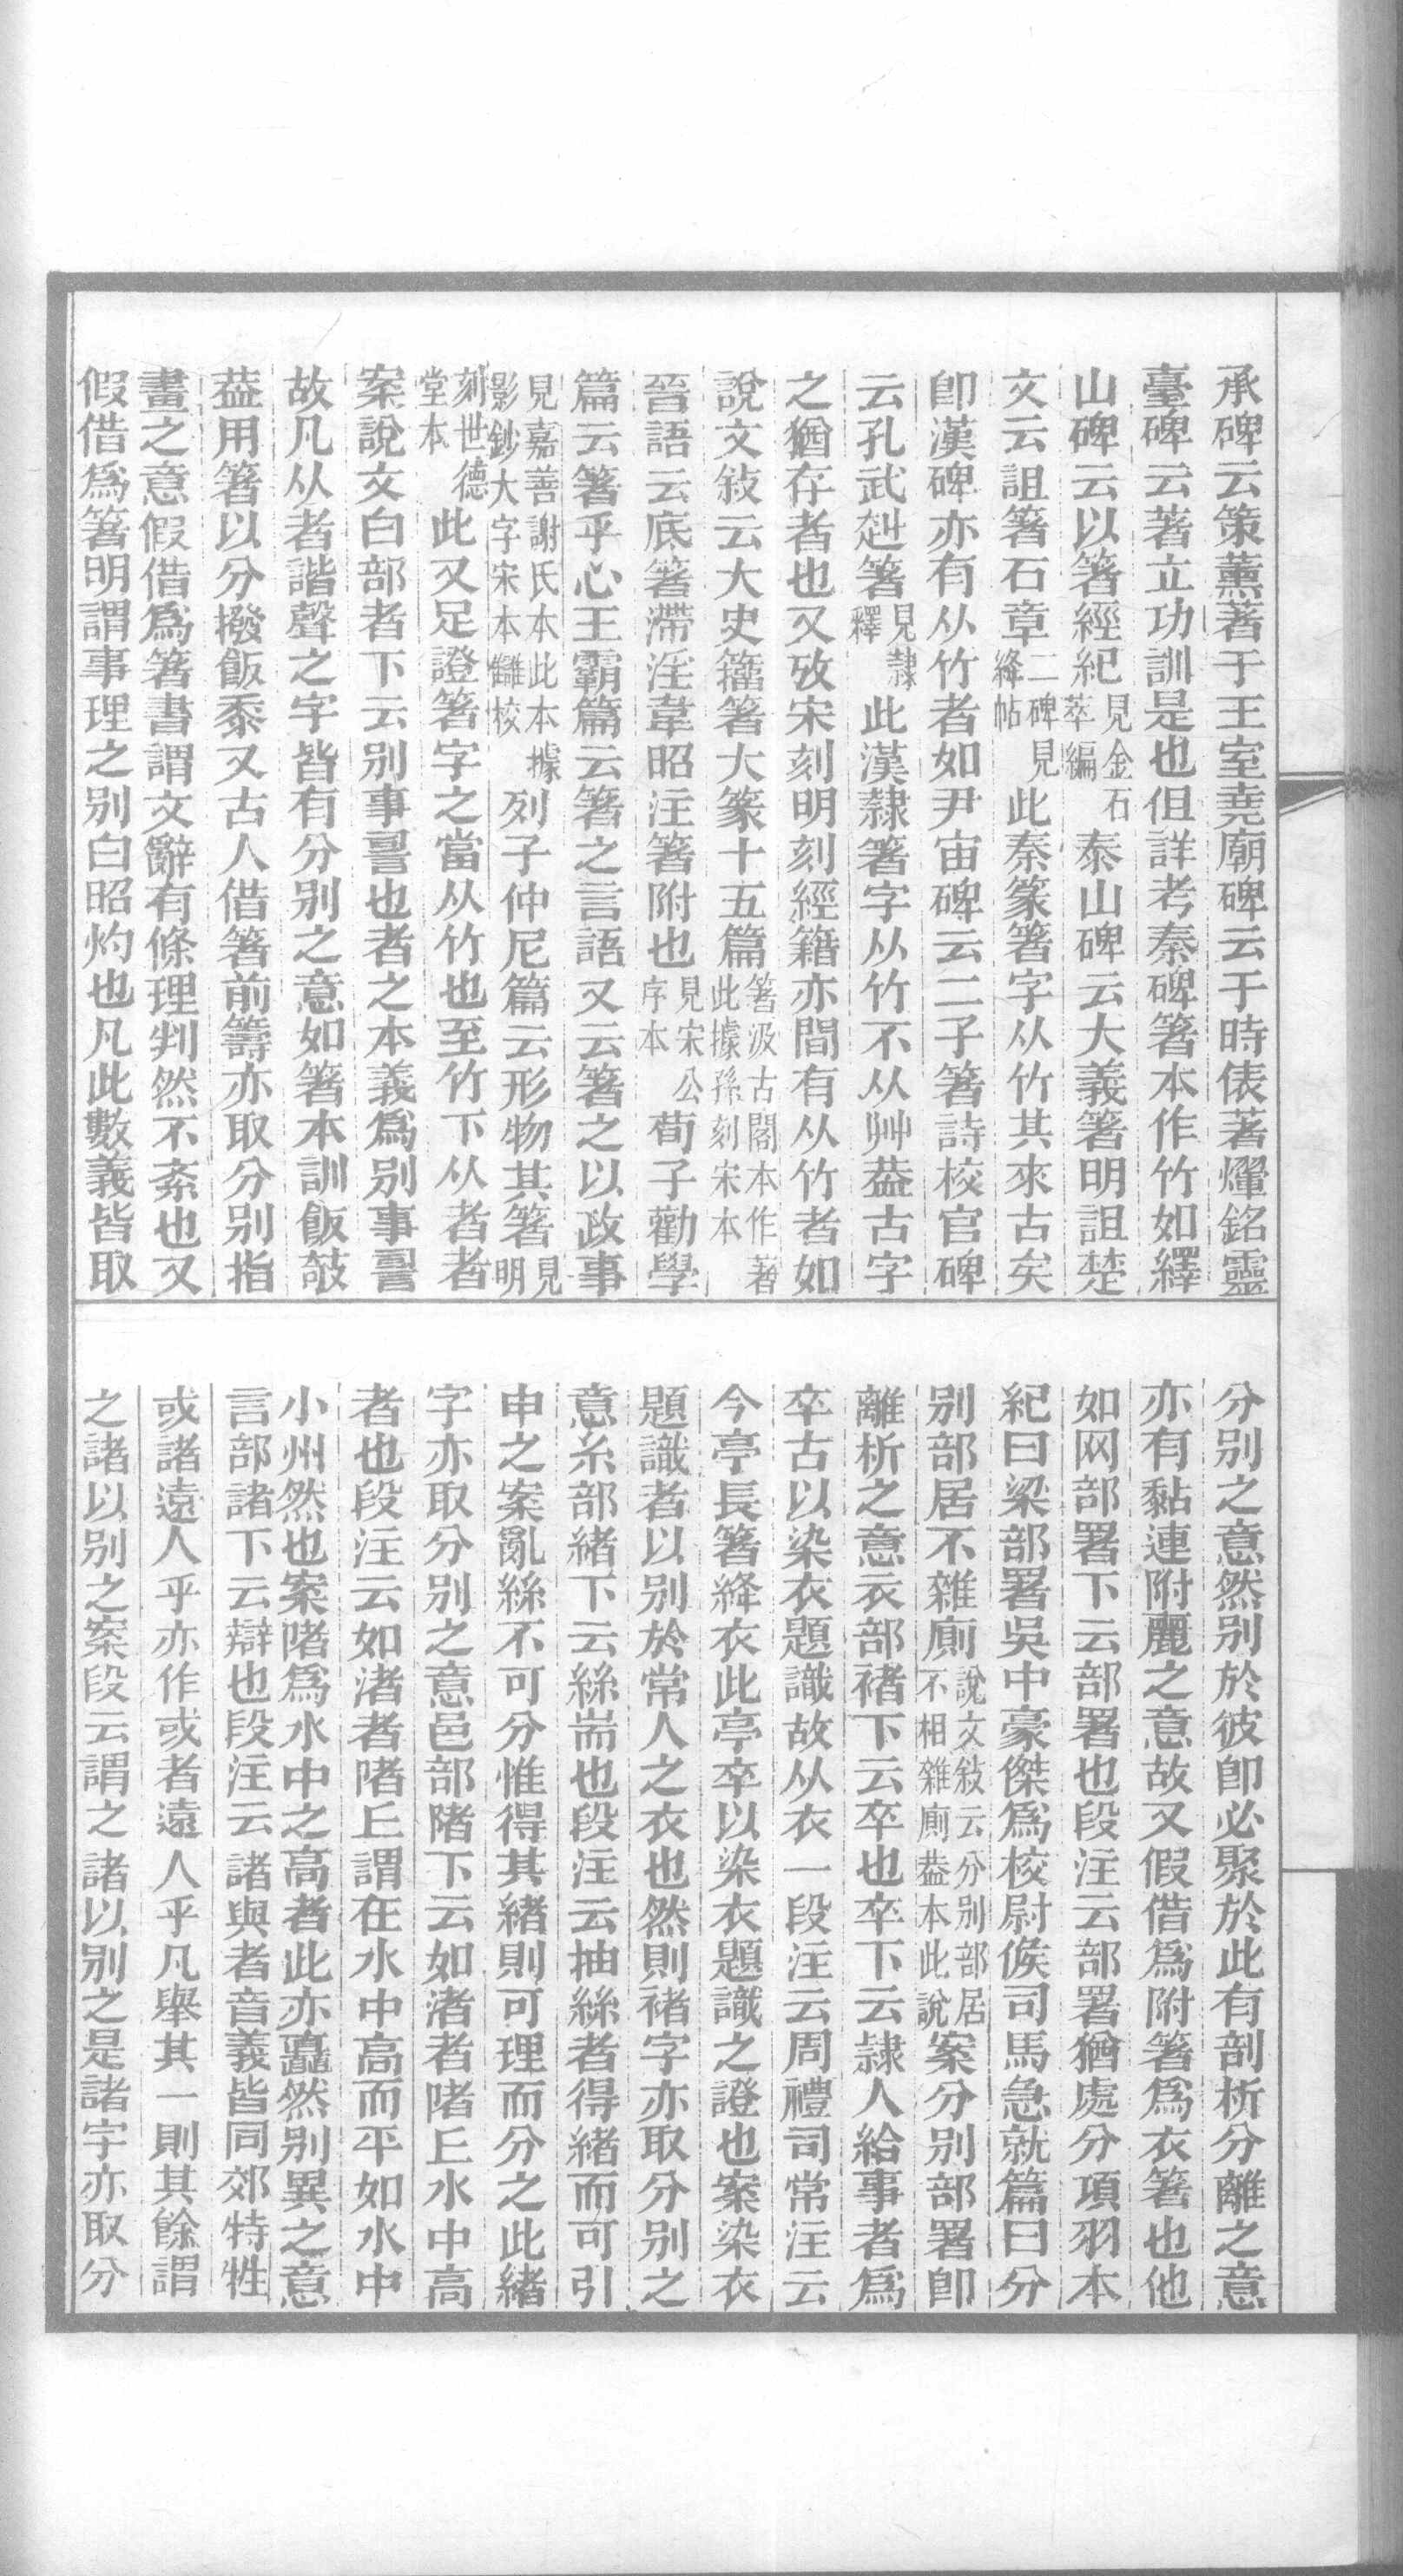 承碑云策薰著于王室堯廟碑云于時俵著燿銘靈
臺碑云著立功訓是也但詳考秦碑箸本作竹如繹
山碑云以箸經紀見金石萃編泰山碑云大義箸明詛楚
文云詛箸石章二碑見絳帖此秦篆箸字从竹其來古矣
卽漢碑亦有从竹者如尹宙碑云二子箸詩校官碑
云孔武赳箸見隸釋此漢隸箸字从竹不从艸葢古字
之猶存者也又攷宋刻明刻經籍亦間有从竹者如
說文敍云大史籒箸大篆十五篇箸汲古閣本作著此據孫刻宋本
晉語云底箸滯淫韋昭注箸附也見宋公序本荀子勸學
篇云箸乎心王霸篇云箸之言語又云箸之以政事
見嘉善謝氏本此本據影鈔大字宋本讎校列子仲尼篇云形物其箸見明
刻世德堂本此又足證箸字之當从竹也至竹下从者者
案說文白部者下云别事䛐也者之本義爲别事䛐
故凡从者諧聲之字皆有分别之意如箸本訓飯攲
葢用箸以分撥飯黍又古人借箸前籌亦取分别指
畫之意假借爲箸書謂文辭有條理判然不紊也又
假借爲箸明謂事理之别白昭灼也凡此數義皆取
分别之意然别於彼卽必聚於此有剖析分離之意
亦有黏連附麗之意故又假借爲附箸爲衣箸也他
如网部署下云部署也段注云部署猶處分項羽本
紀曰梁部署吳中豪傑爲校尉侯司馬急就篇曰分
别部居不雜廁說文敍云分别部居不相雜廁葢本此說案分别部署卽
離析之意衣部褚下云卒也卒下云隸人給事者爲
卒古以染衣題識故从衣一段注云周禮司常注云
今亭長箸絳衣此亭卒以染衣題識之證也案染衣
題識者以别於常人之衣也然則褚字亦取分别之
意糸部緒下云絲耑也段注云抽絲者得緒而可引
申之案亂絲不可分惟得其緒則可理而分之此緒
字亦取分别之意邑部陼下云如渚者陼丘水中高
者也段注云如渚者陼丘謂在水中高而平如水中
小州然也案陼爲水中之高者此亦矗然别異之意
言部諸下云辯也段注云諸與者音義皆同郊特牲
或諸遠人乎亦作或者遠人乎凡舉其一則其餘謂
之諸以别之案段云謂之諸以别之是諸字亦取分